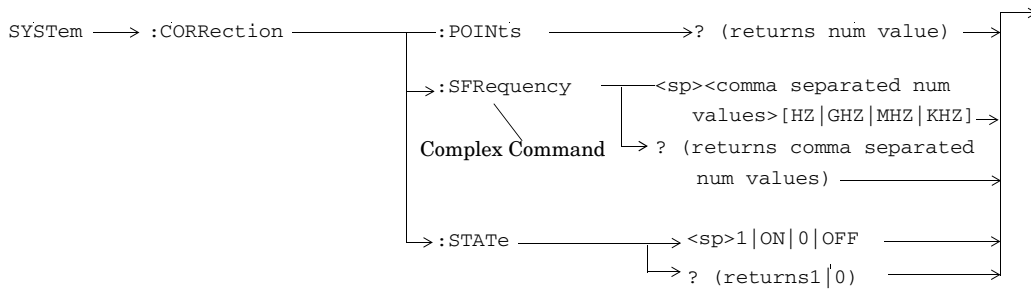 SYSTem :CORRection :POINts ? (returns num value)
:SFRequency <sp><comma separated num
values>[HZ|GHZ|MHZ|KHZ]
Complex Command ? (returns comma separated
num values)
:STATe <sp>1|ON|0|OFF
? (returns1|0)